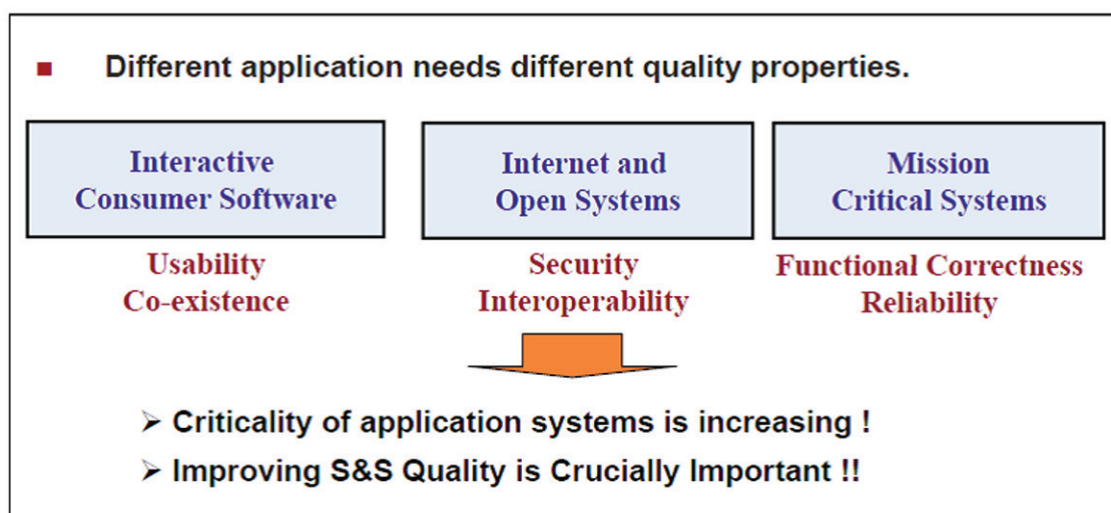 Different application needs different quality properties.
Interactive
Consumer Software
Internet and
Open Systems
Mission
Critical Systems
Usability
Co-existence
Security
Interoperability
Functional Correctness
Reliability
Criticality of application systems is increasing !
Improving S&S Quality is Crucially Important !!